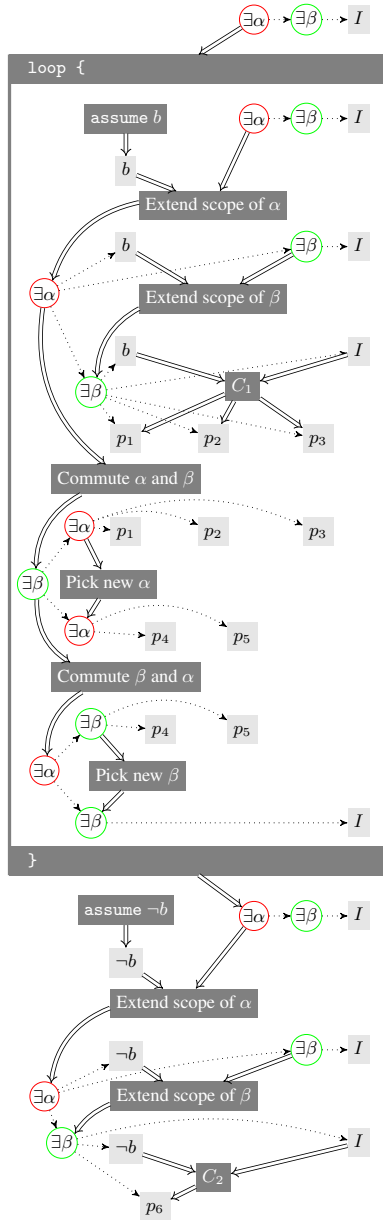 ∃α ∃β I
loop {
assume b ∃α ∃β I
b
Extend scope of α
b ∃β I
∃α Extend scope of β
b I
∃β C₁
p₁ p₂ p₃
Commute α and β
∃α p₁ p₂ p₃
∃β Pick new α
∃α p₄ p₅
Commute β and α
∃β p₄ p₅
∃α Pick new β
∃β I
}
assume ¬b ∃α ∃β I
¬b
Extend scope of α
¬b ∃β I
∃α Extend scope of β
∃β ¬b I
C₂
p₆